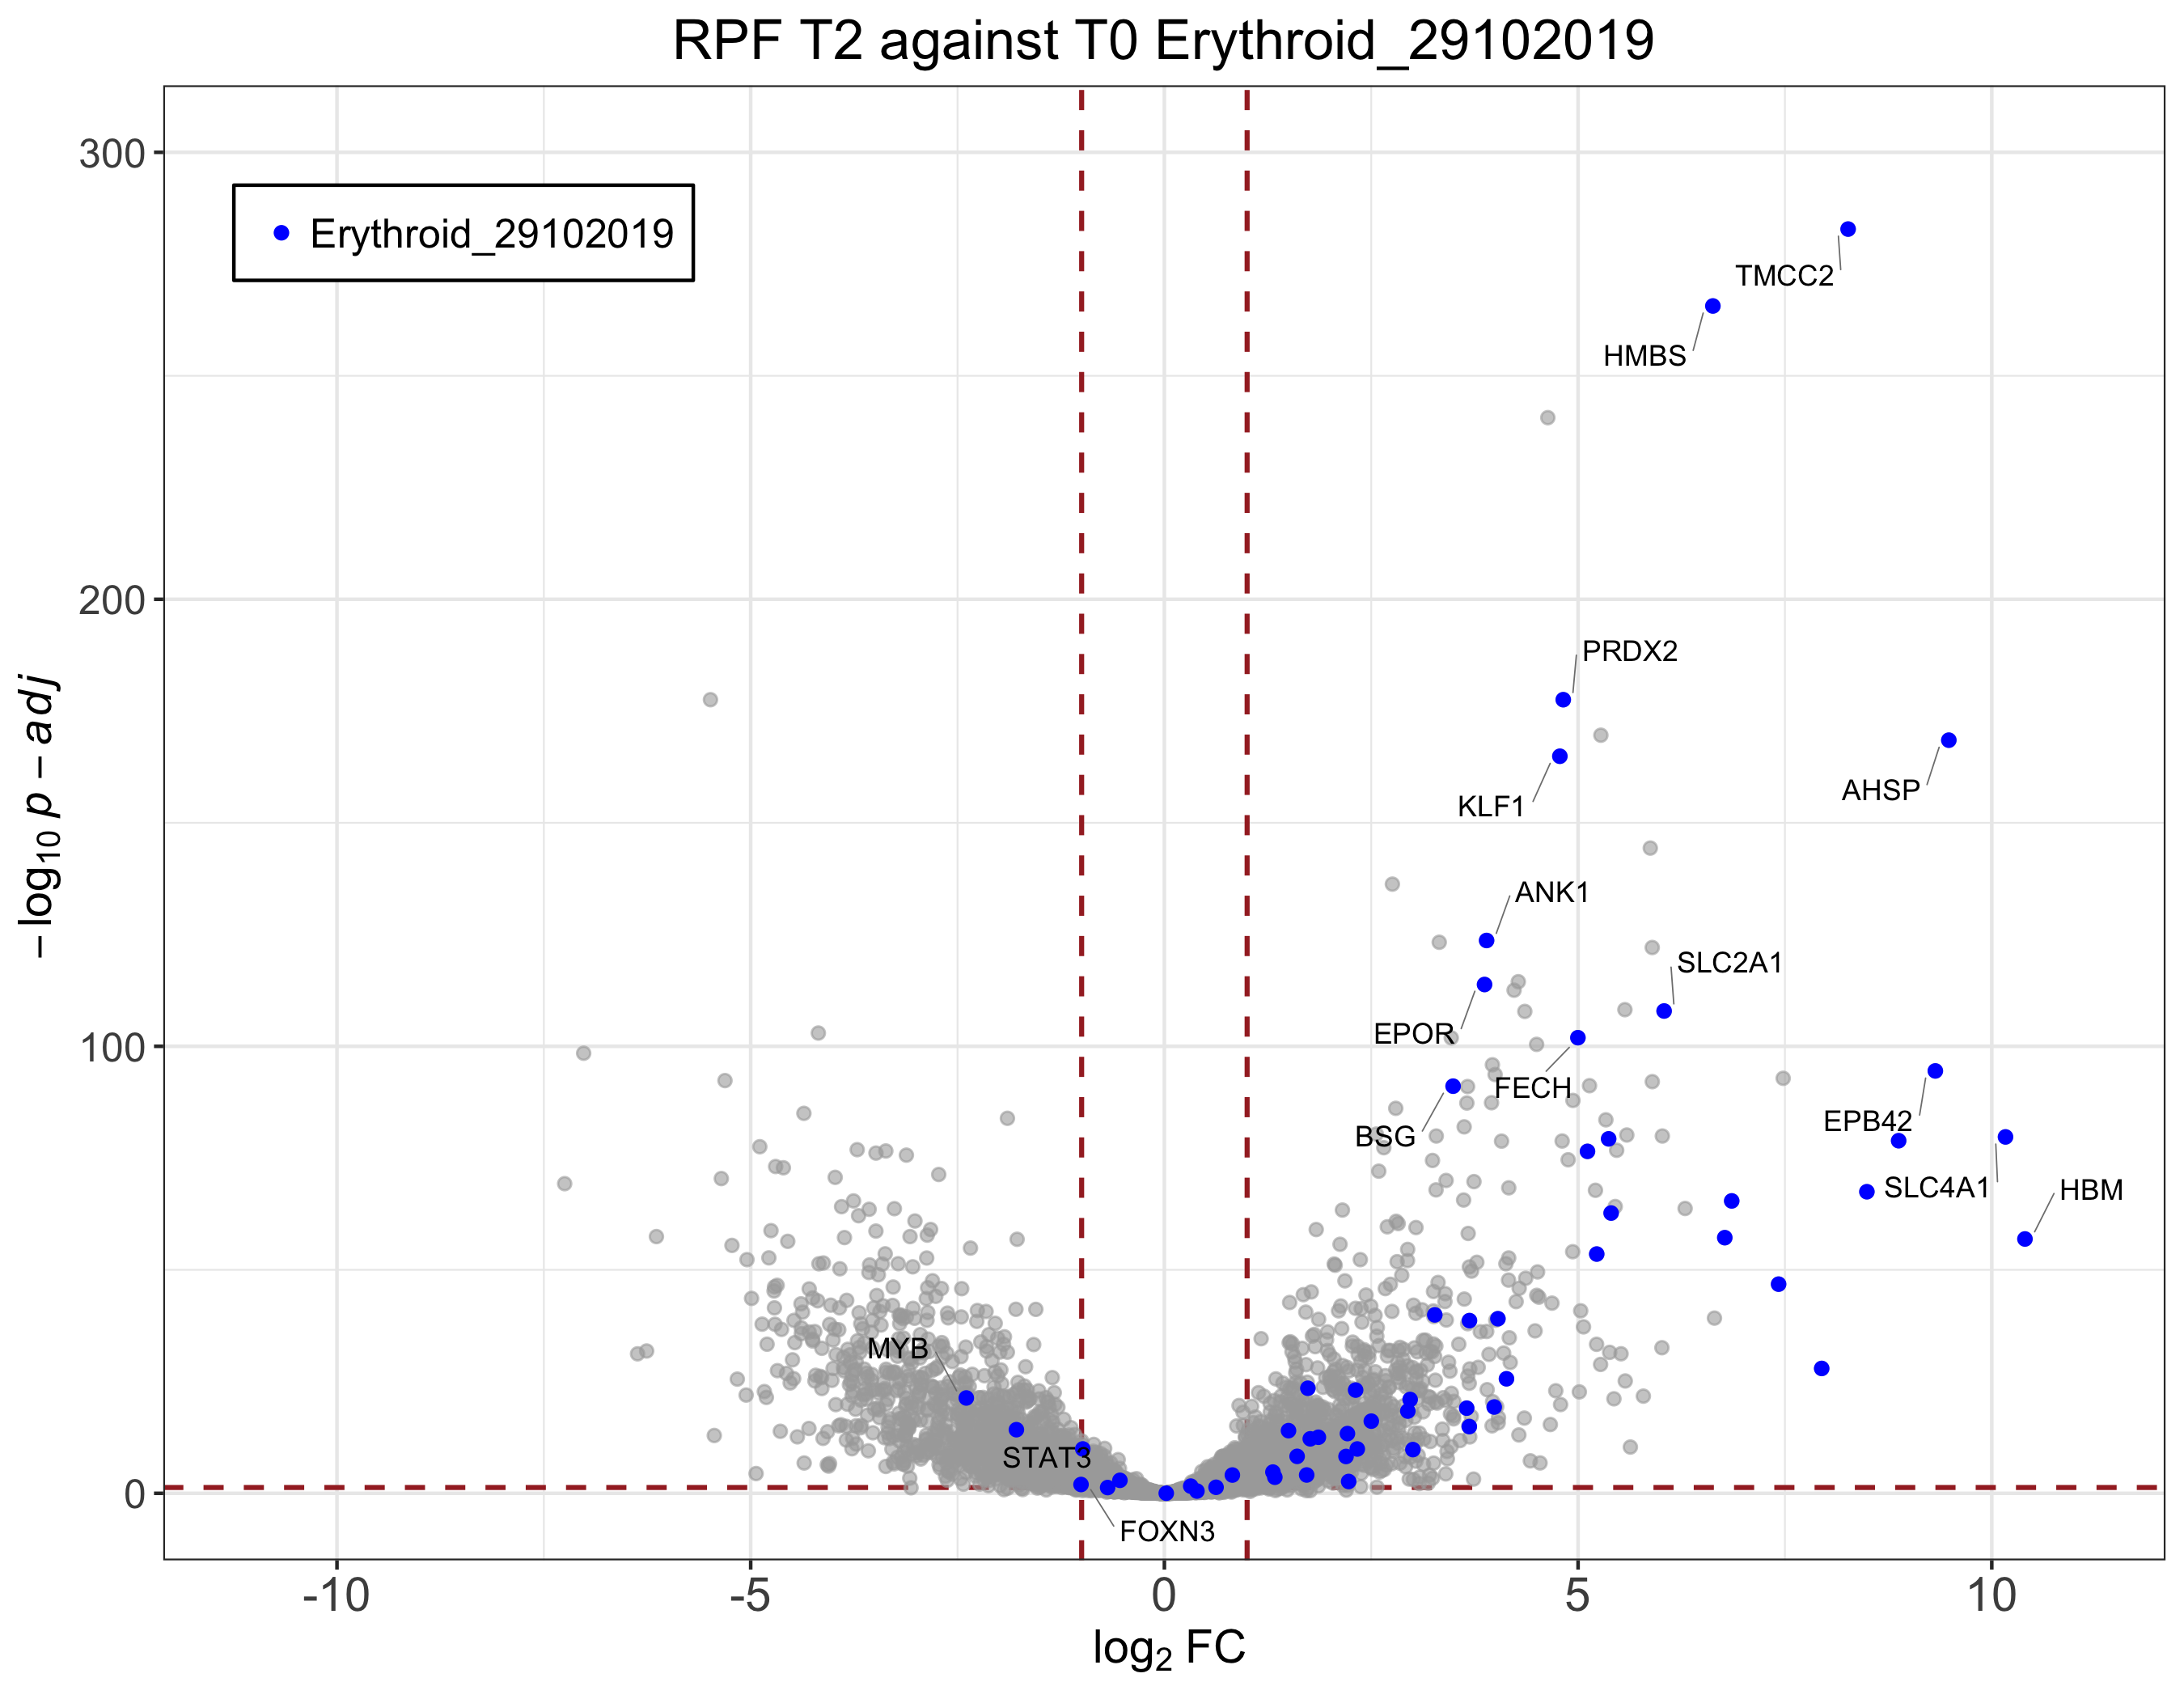 RPF T2 against T0 Erythroid_29102019
300
200
100
0
−log10 p − adj
Erythroid_29102019
TMCC2
HMBS
PRDX2
KLF1
AHSP
ANK1
SLC2A1
EPOR
FECH
BSG
EPB42
SLC4A1
HBM
MYB
STAT3
FOXN3
-10
-5
0
5
10
log2 FC